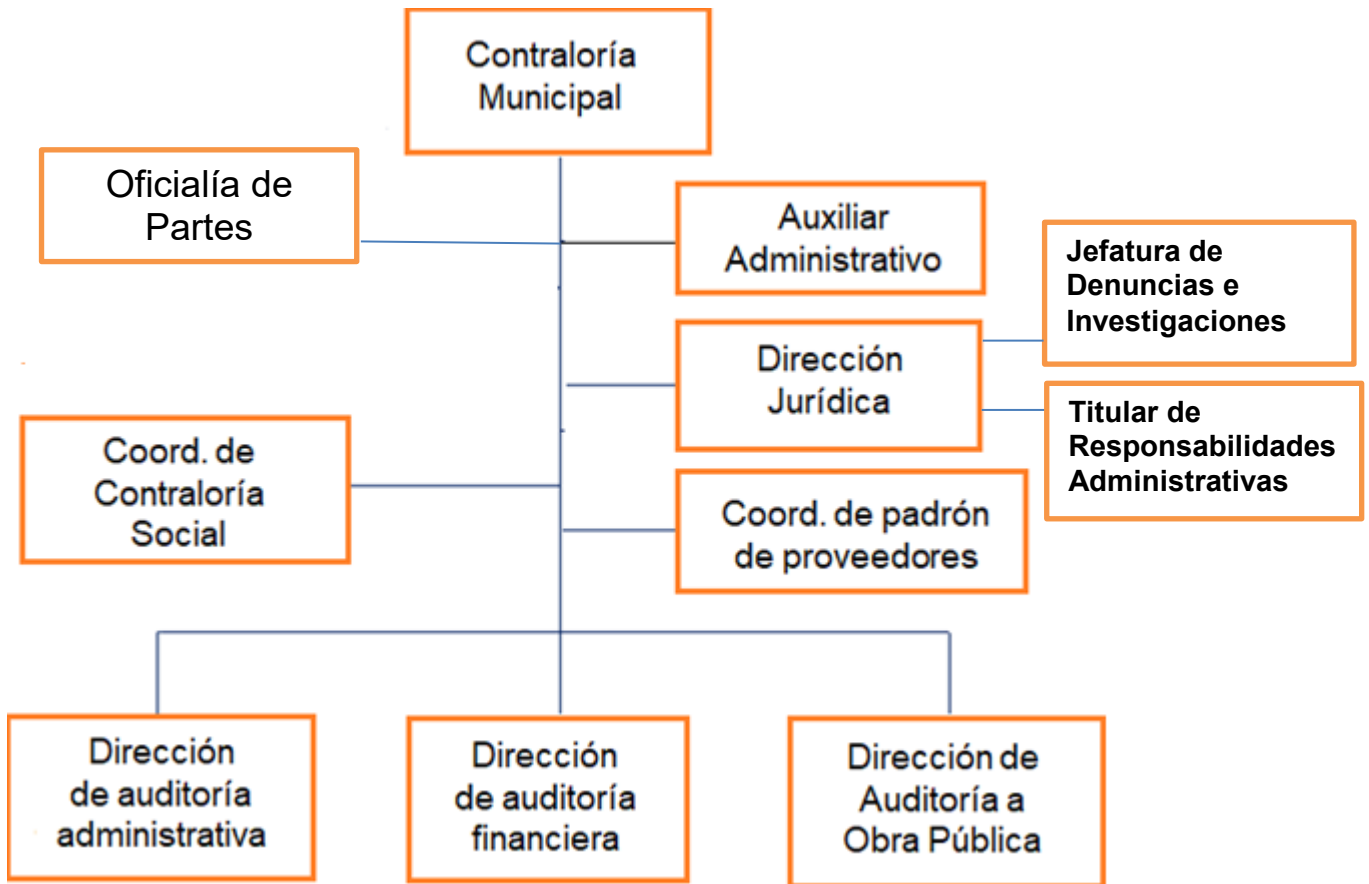 Contraloría
Municipal
Oficialía de
Partes
Auxiliar
Administrativo
Jefatura de
Denuncias e
Investigaciones
Dirección
Jurídica
Titular de
Responsabilidades
Administrativas
Coord. de
Contraloría
Social
Coord. de padrón
de proveedores
Dirección
de auditoría
administrativa
Dirección
de auditoría
financiera
Dirección de
Auditoría a
Obra Pública